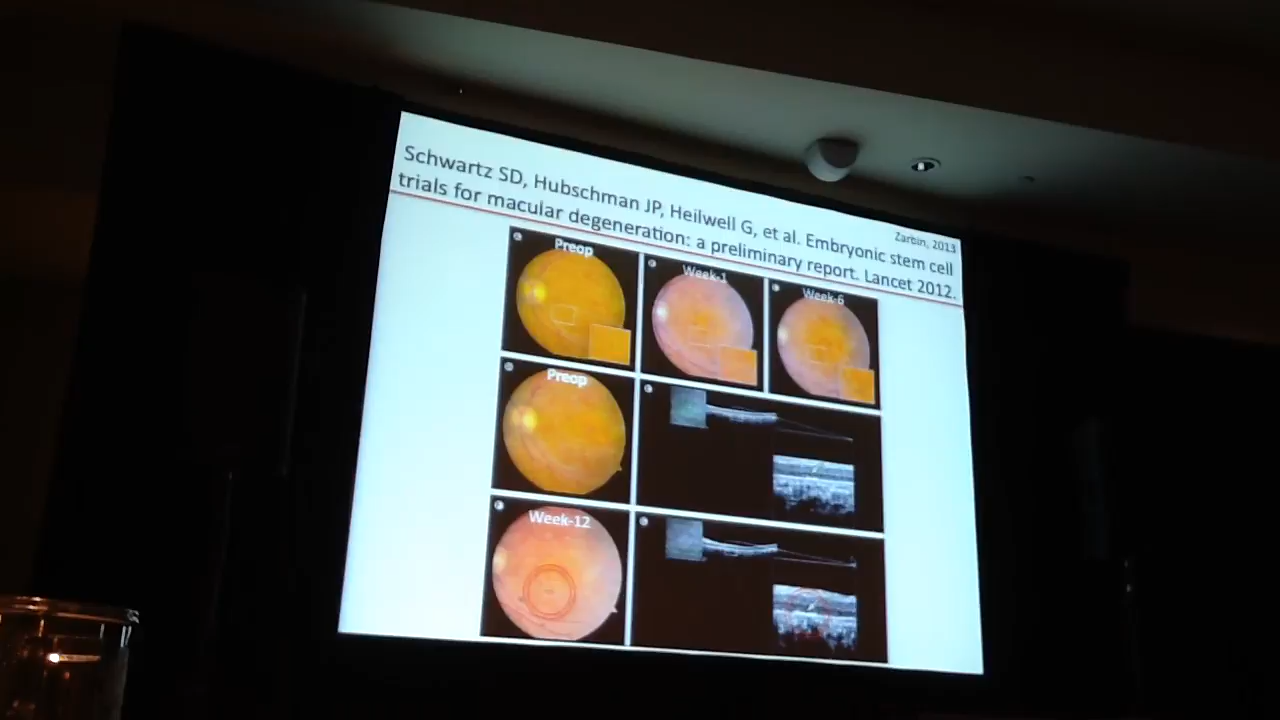 Zarbin, 2013
Schwartz SD, Hubschman JP, Heilwell G, et al. Embryonic stem cell
trials for macular degeneration: a preliminary report. Lancet 2012.
Preop
Week-1
Week-6
Preop
Week-12